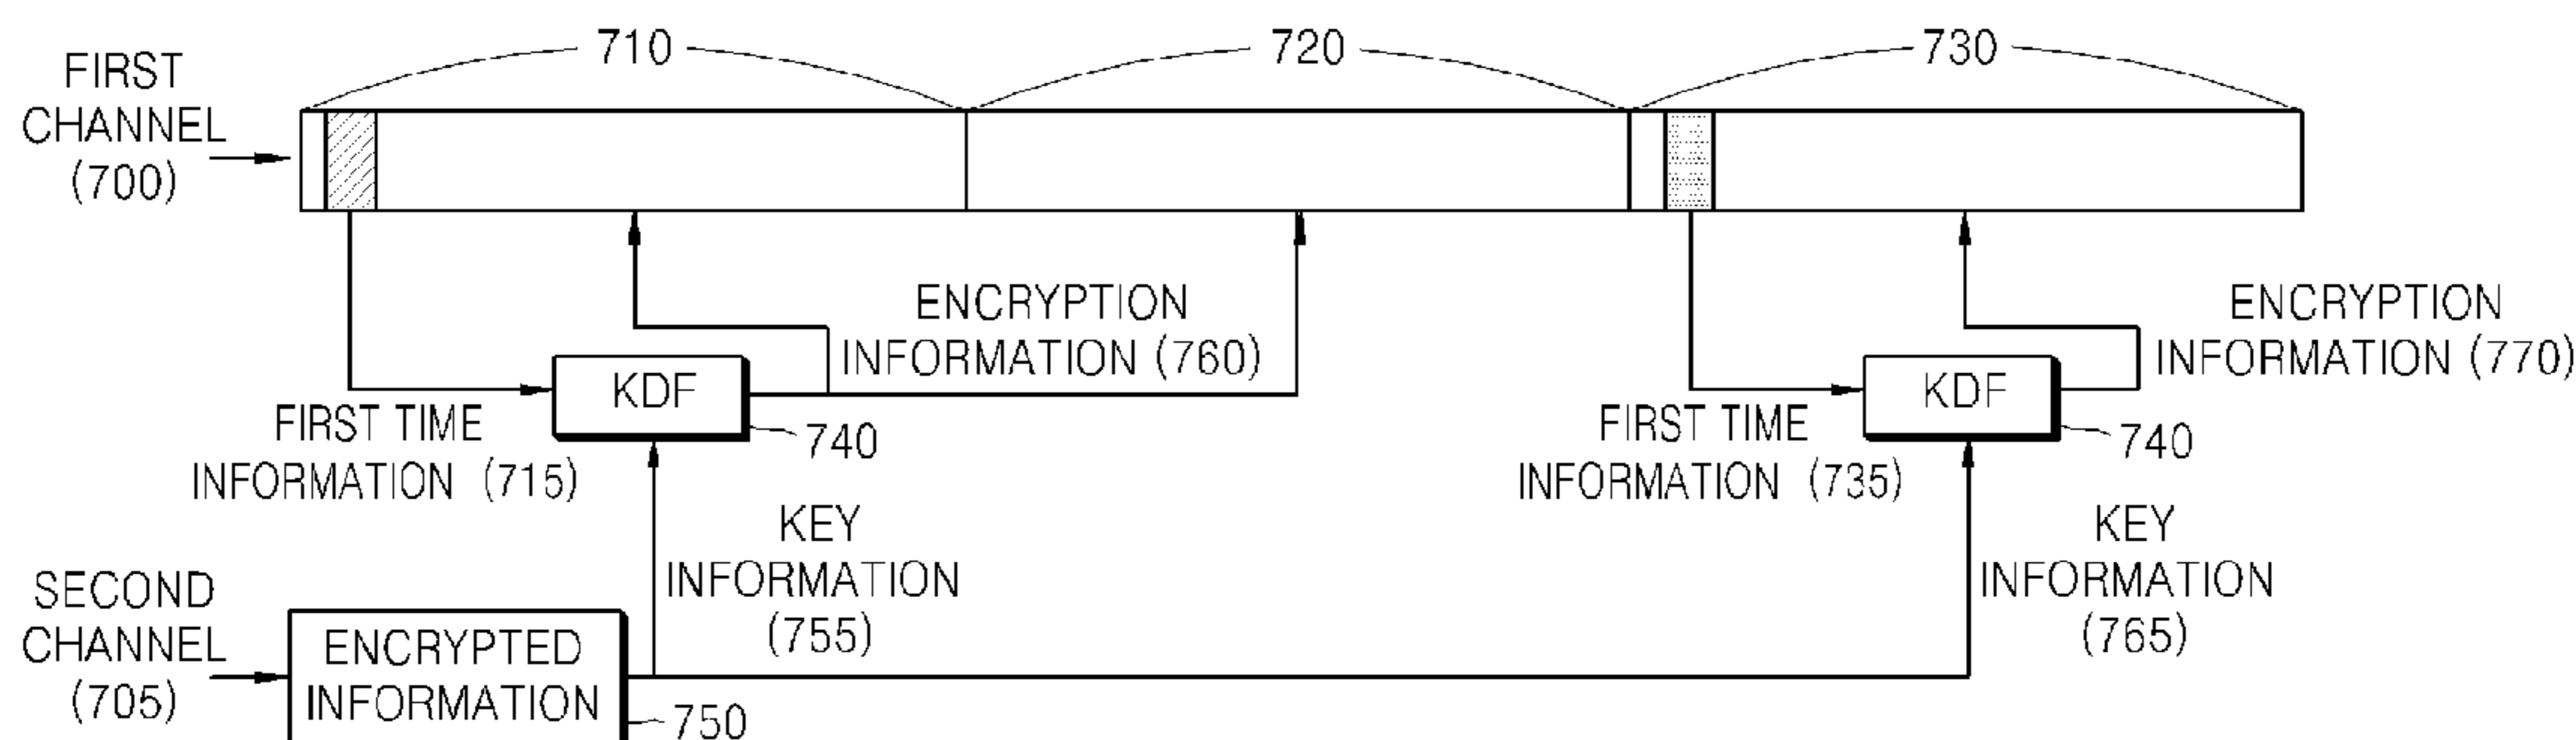 710
720
730
FIRST
CHANNEL
(700)
ENCRYPTION
INFORMATION (760)
ENCRYPTION
INFORMATION (770)
KDF
740
KDF
740
FIRST TIME
INFORMATION (715)
FIRST TIME
INFORMATION (735)
KEY
INFORMATION
(755)
KEY
INFORMATION
(765)
SECOND
CHANNEL
(705)
ENCRYPTED
INFORMATION
750